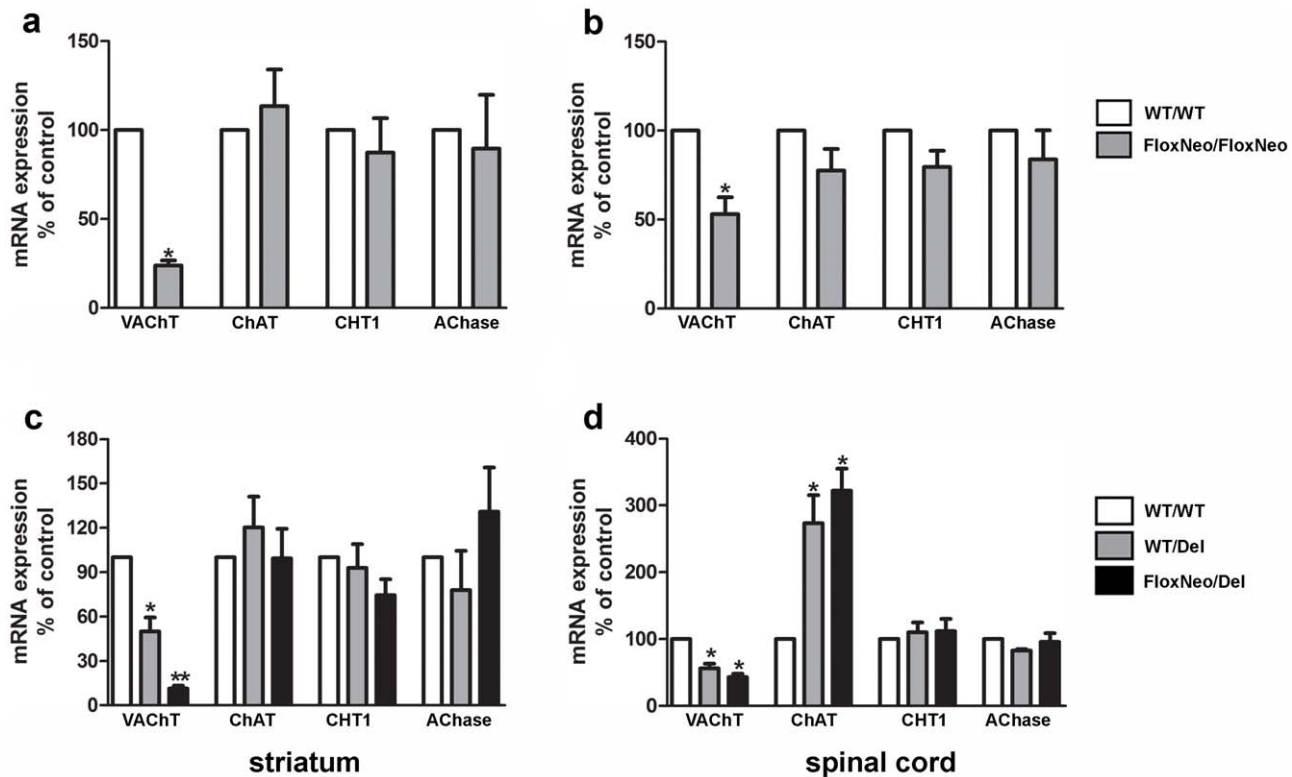 a
mRNA expression
% of control
150
100
50
0
*
VAChT ChAT CHT1 AChase
b
mRNA expression
% of control
150
100
50
0
*
VAChT ChAT CHT1 AChase
WT/WT
FloxNeo/FloxNeo
c
mRNA expression
% of control
180
150
120
90
60
30
0
*
**
VAChT ChAT CHT1 AChase
striatum
d
mRNA expression
% of control
400
300
200
100
0
* *
* *
VAChT ChAT CHT1 AChase
spinal cord
WT/WT
WT/Del
FloxNeo/Del